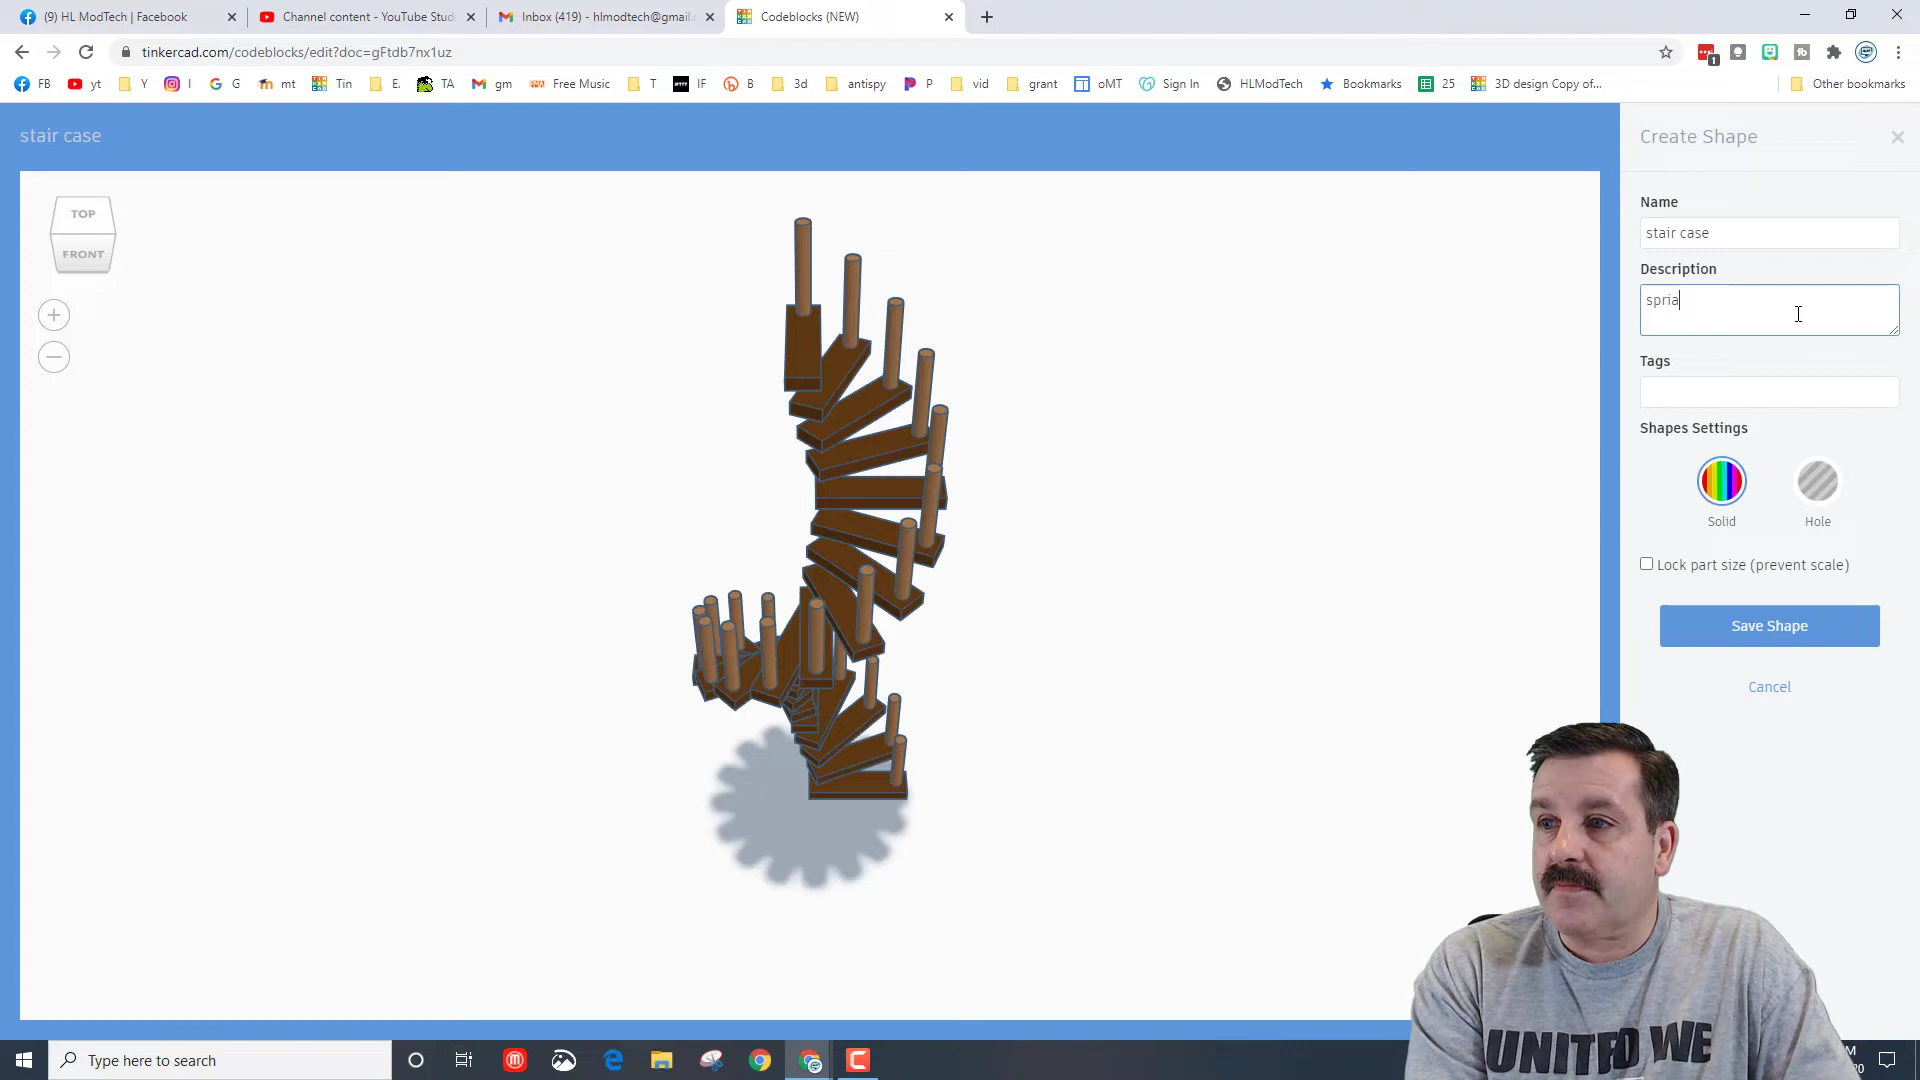 (9) HL ModTech | Facebook
Channel content - YouTube Studi
Inbox (419) - hlmodtech@gmail.
Codeblocks (NEW)
tinkercad.com/codeblocks/edit?doc=gFtdb7nx1uz
1
FB
yt
Y
I
G
mt
Tin
E.
TA
gm
Free Music
T
IF
B
3d
antispy
P
vid
grant
oMT
Sign In
HLModTech
Bookmarks
25
3D design Copy of...
Other bookmarks
stair case
TOP
FRONT
Create Shape
Name
stair case
Description
spria
Tags
Shapes Settings
Solid
Hole
Lock part size (prevent scale)
Save Shape
Cancel
UNITED WE
Type here to search